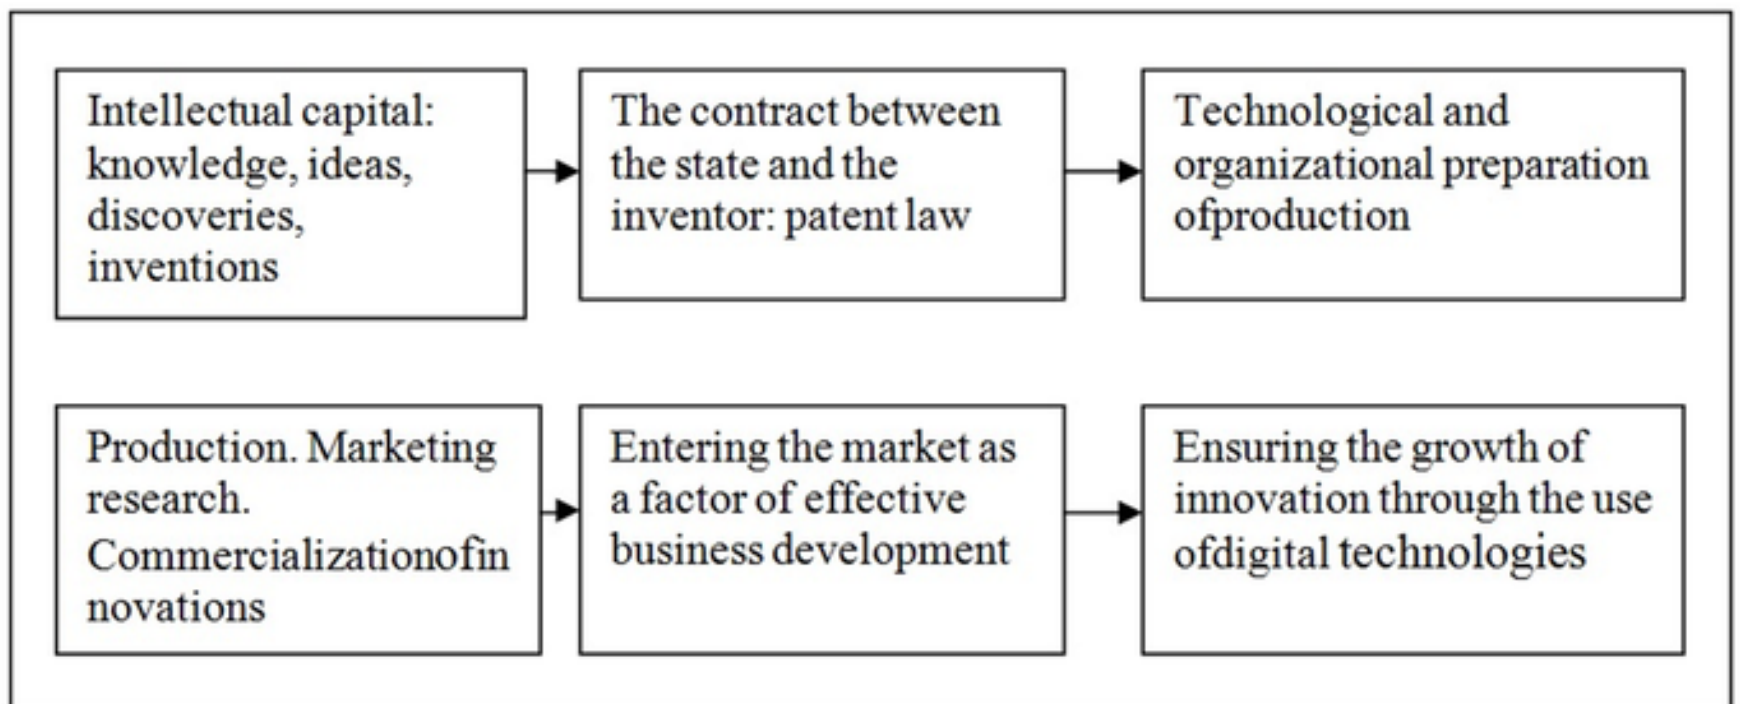 Intellectual capital:
knowledge, ideas,
discoveries,
inventions
The contract between
the state and the
inventor: patent law
Technological and
organizational preparation
ofproduction
Production. Marketing
research.
Commercializationofin
novations
Entering the market as
a factor of effective
business development
Ensuring the growth of
innovation through the use
ofdigital technologies